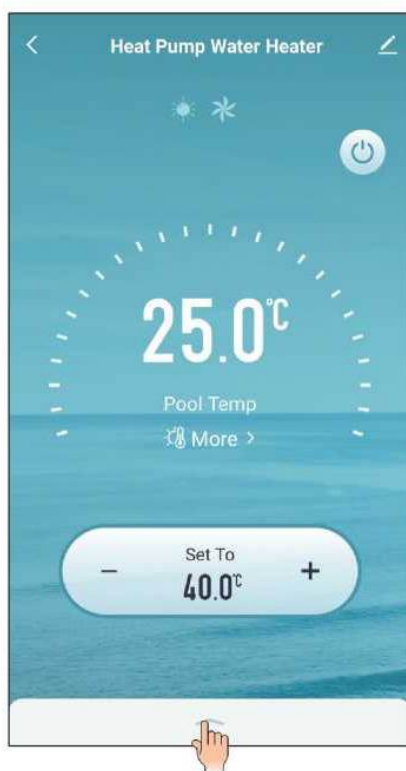 Heat Pump Water Heater
25.0℃
Pool Temp
More >
Set To
− 40.0℃ +